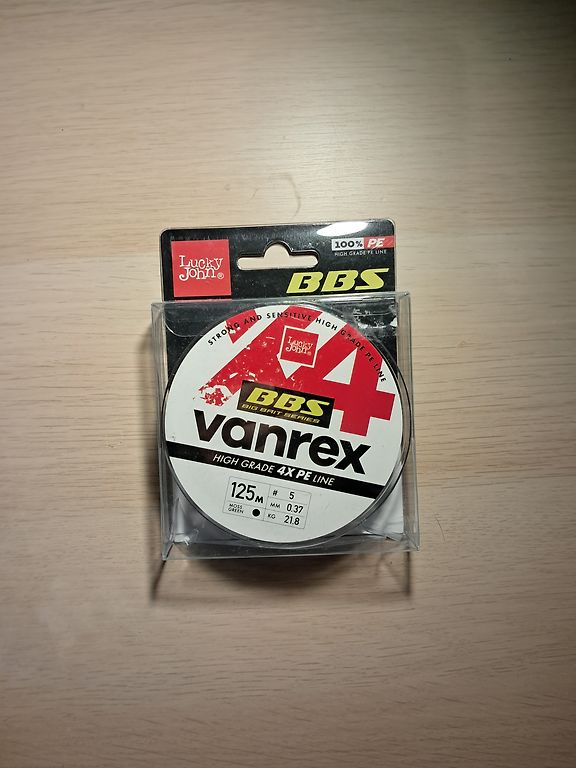 Lucky
John®
100% PE
HIGH GRADE PE LINE
BBS
STRONG AND SENSITIVE HIGH GRADE PE LINE
Lucky
John®
X4
BBS
BIG BAIT SERIES
vanrex
HIGH GRADE 4X PE LINE
125м # 5
MOSS GREEN MM 0.37
KG 21.8